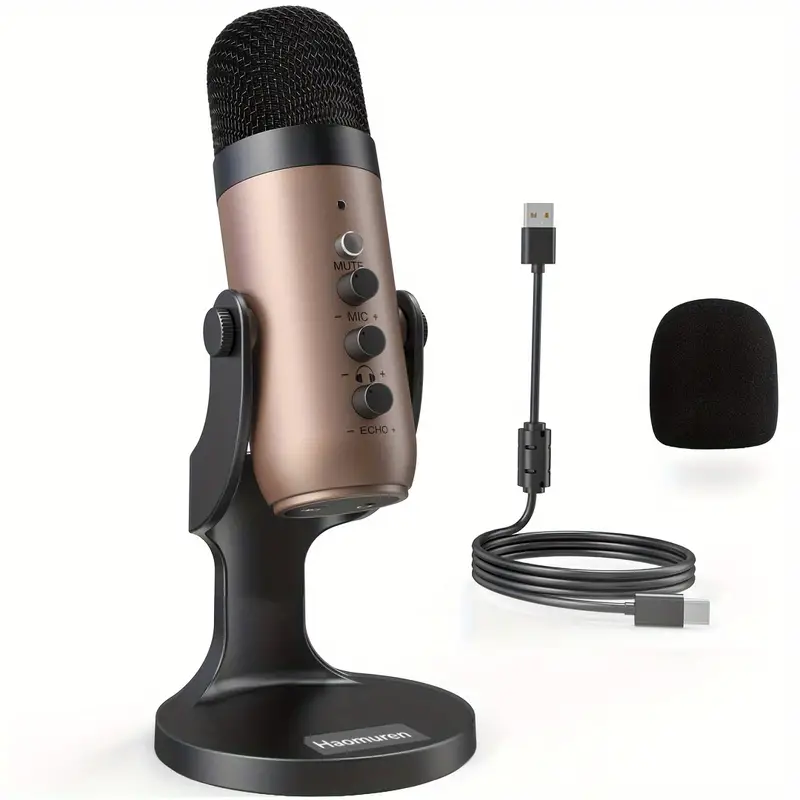 MUTE
- MIC +
- +
- ECHO +
Haomuren